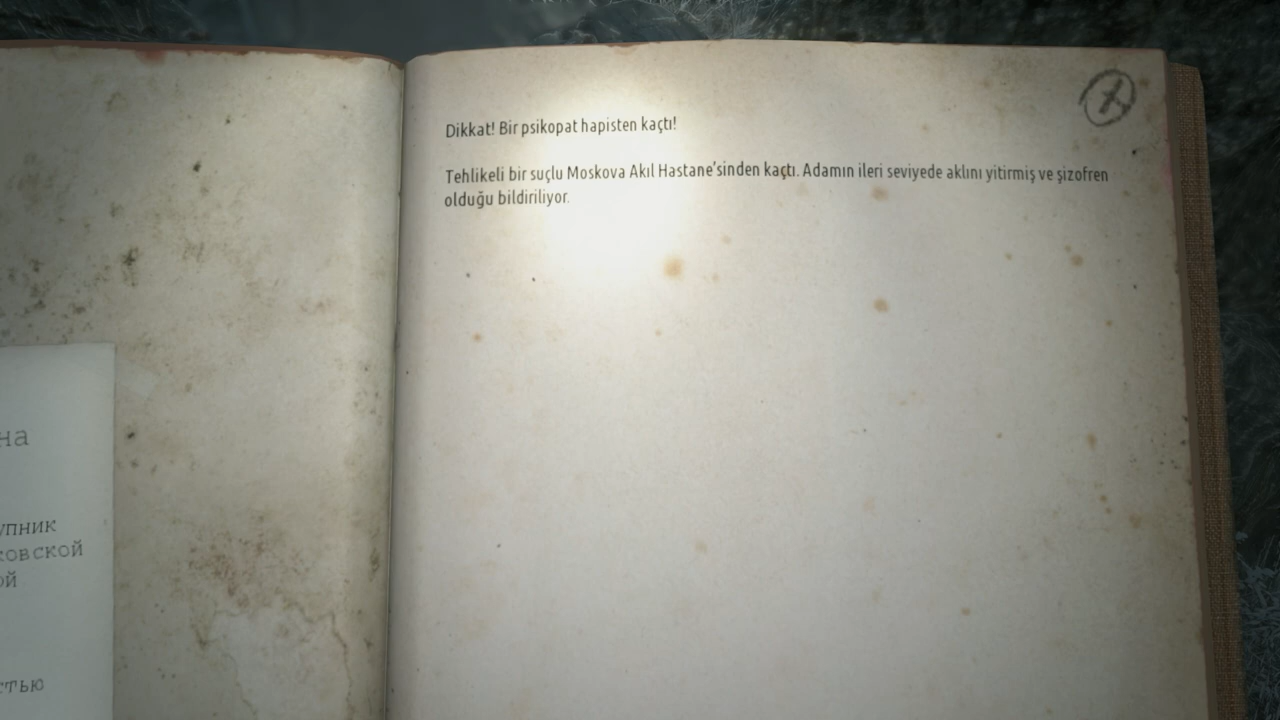 на
упник
ковской
ой
стью
Dikkat! Bir psikopat hapisten kaçtı!
Tehlikeli bir suçlu Moskova Akıl Hastane'sinden kaçtı. Adamın ileri seviyede aklını yitirmiş ve şizofren
olduğu bildiriliyor.